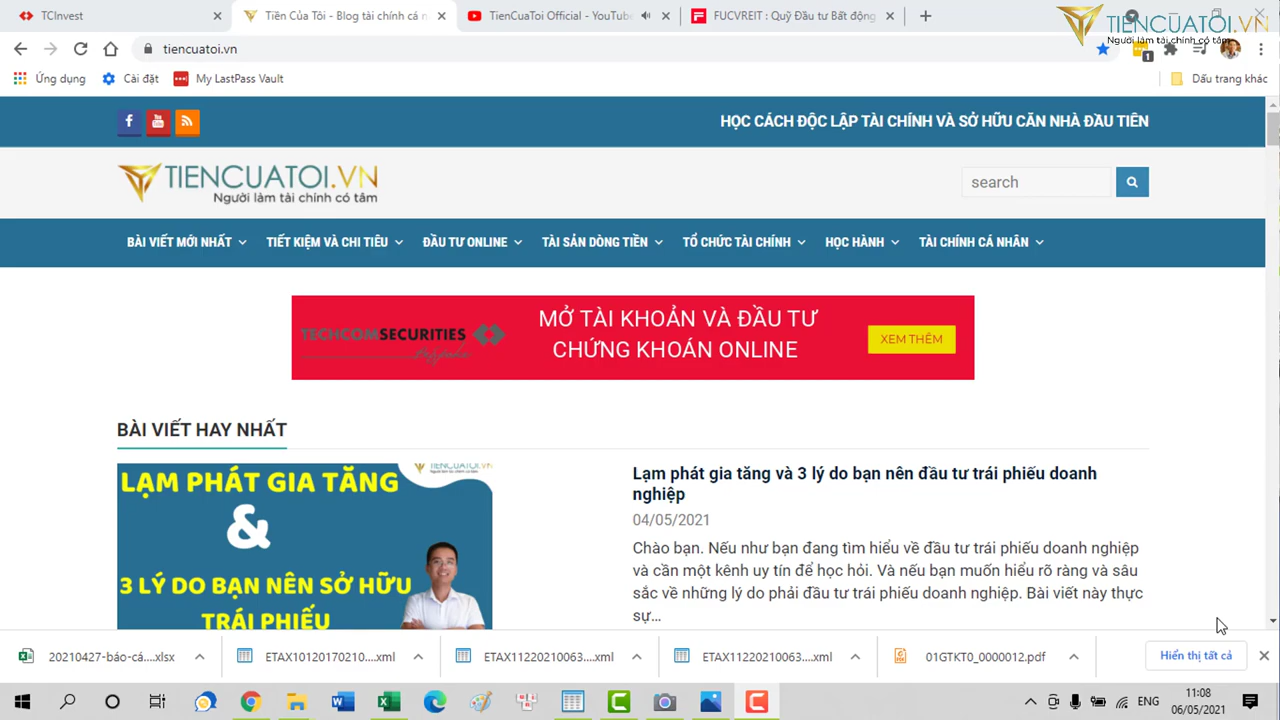 TCInvest
Tiền Của Tôi - Blog tài chính cá n
TienCuaToi Official - YouTube
FUCVREIT : Quỹ Đầu tư Bất động
TIENCUATOI.VN
Người làm tài chính có tâm
tiencuatoi.vn
1
Ứng dụng
Cài đặt
My LastPass Vault
Dấu trang khác
HỌC CÁCH ĐỘC LẬP TÀI CHÍNH VÀ SỞ HỮU CĂN NHÀ ĐẦU TIÊN
TIENCUATOI.VN
Người làm tài chính có tâm
search
BÀI VIẾT MỚI NHẤT
TIẾT KIỆM VÀ CHI TIÊU
ĐẦU TƯ ONLINE
TÀI SẢN DÒNG TIỀN
TỔ CHỨC TÀI CHÍNH
HỌC HÀNH
TÀI CHÍNH CÁ NHÂN
TECHCOMSECURITIES
MỞ TÀI KHOẢN VÀ ĐẦU TƯ
CHỨNG KHOÁN ONLINE
XEM THÊM
BÀI VIẾT HAY NHẤT
TIENCUATOI.VN
LẠM PHÁT GIA TĂNG
&
3 LÝ DO BẠN NÊN SỞ HỮU
TRÁI PHIẾU
Lạm phát gia tăng và 3 lý do bạn nên đầu tư trái phiếu doanh
nghiệp
04/05/2021
Chào bạn. Nếu như bạn đang tìm hiểu về đầu tư trái phiếu doanh nghiệp
và cần một kênh uy tín để học hỏi. Và nếu bạn muốn hiểu rõ ràng và sâu
sắc về những lý do phải đầu tư trái phiếu doanh nghiệp. Bài viết này thực
sự…
20210427-báo-cá....xlsx
ETAX10120170210....xml
ETAX11220210063....xml
ETAX11220210063....xml
01GTKT0_0000012.pdf
Hiển thị tất cả
ENG
11:08
06/05/2021